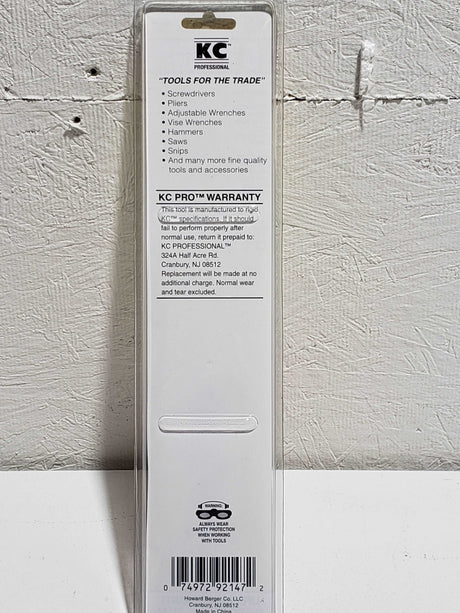 KC™
PROFESSIONAL
"TOOLS FOR THE TRADE"
• Screwdrivers
• Pliers
• Adjustable Wrenches
• Vise Wrenches
• Hammers
• Saws
• Snips
• And many more fine quality
tools and accessories
KC PRO™ WARRANTY
This tool is manufactured to rigid
KC™ specifications. If it should
fail to perform properly after
normal use, return it prepaid to:
KC PROFESSIONAL™
324A Half Acre Rd.
Cranbury, NJ 08512
Replacement will be made at no
additional charge. Normal wear
and tear excluded.
WARNING
ALWAYS WEAR
SAFETY PROTECTION
WHEN WORKING
WITH TOOLS
0 74972 92147 2
Howard Berger Co. LLC
Cranbury, NJ 08512
Made in China